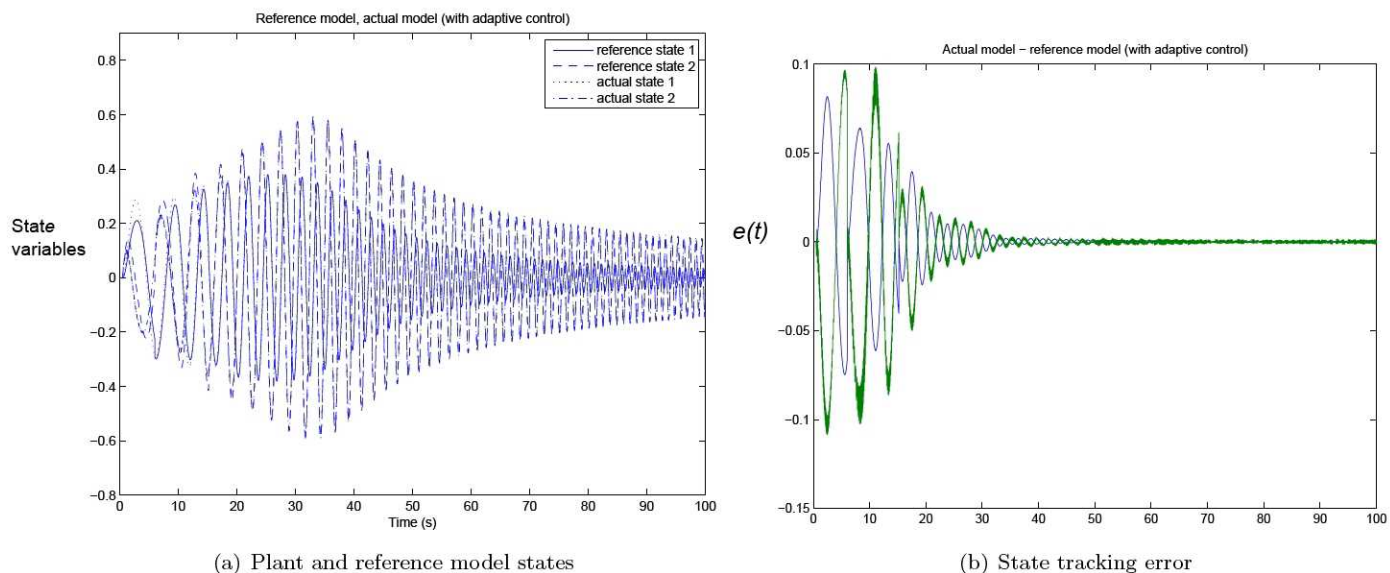 Reference model, actual model (with adaptive control)
reference state 1
reference state 2
actual state 1
actual state 2
0.8
0.6
0.4
0.2
0
−0.2
−0.4
−0.6
−0.8
State
variables
0 10 20 30 40 50 60 70 80 90 100
Time (s)
(a) Plant and reference model states
Actual model − reference model (with adaptive control)
0.1
0.05
0
−0.05
−0.1
−0.15
e(t)
0 10 20 30 40 50 60 70 80 90 100
(b) State tracking error